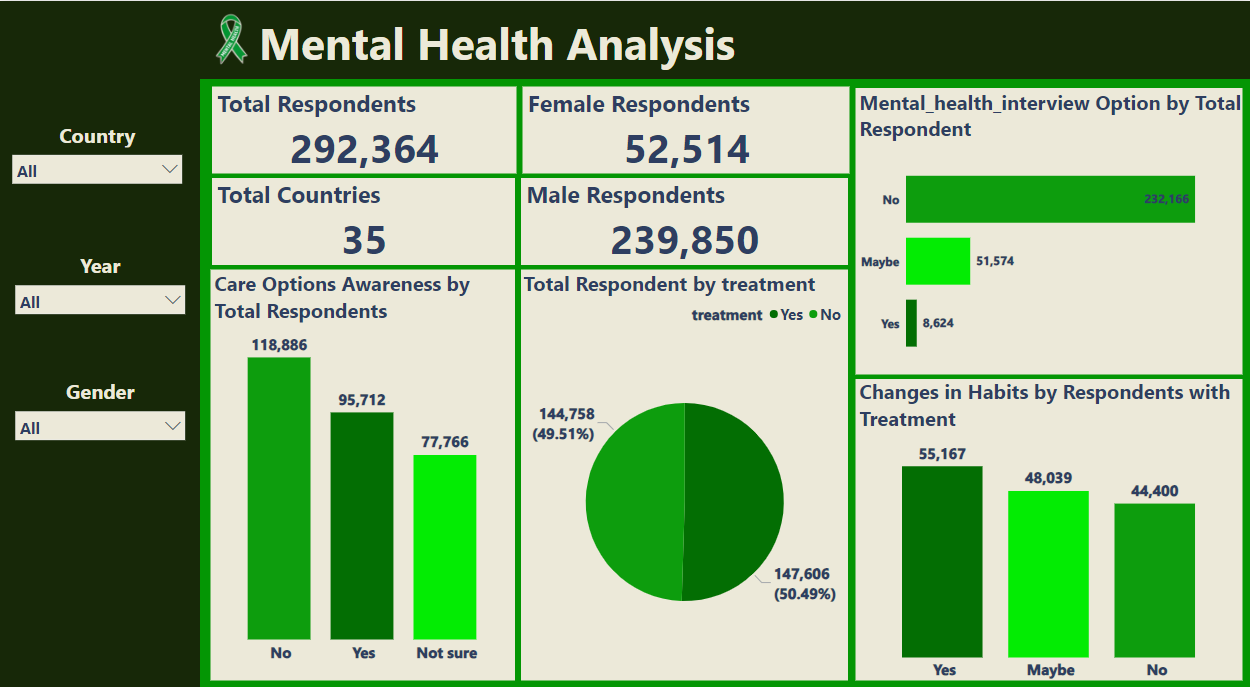 Mental Health Analysis
Country
All
Year
All
Gender
All
Total Respondents
292,364
Female Respondents
52,514
Total Countries
35
Male Respondents
239,850
Mental_health_interview Option by Total
Respondent
No
232,166
Maybe
51,574
Yes
8,624
Care Options Awareness by
Total Respondents
118,886
95,712
77,766
No
Yes
Not sure
Total Respondent by treatment
treatment Yes No
144,758
(49.51%)
147,606
(50.49%)
Changes in Habits by Respondents with
Treatment
55,167
48,039
44,400
Yes
Maybe
No